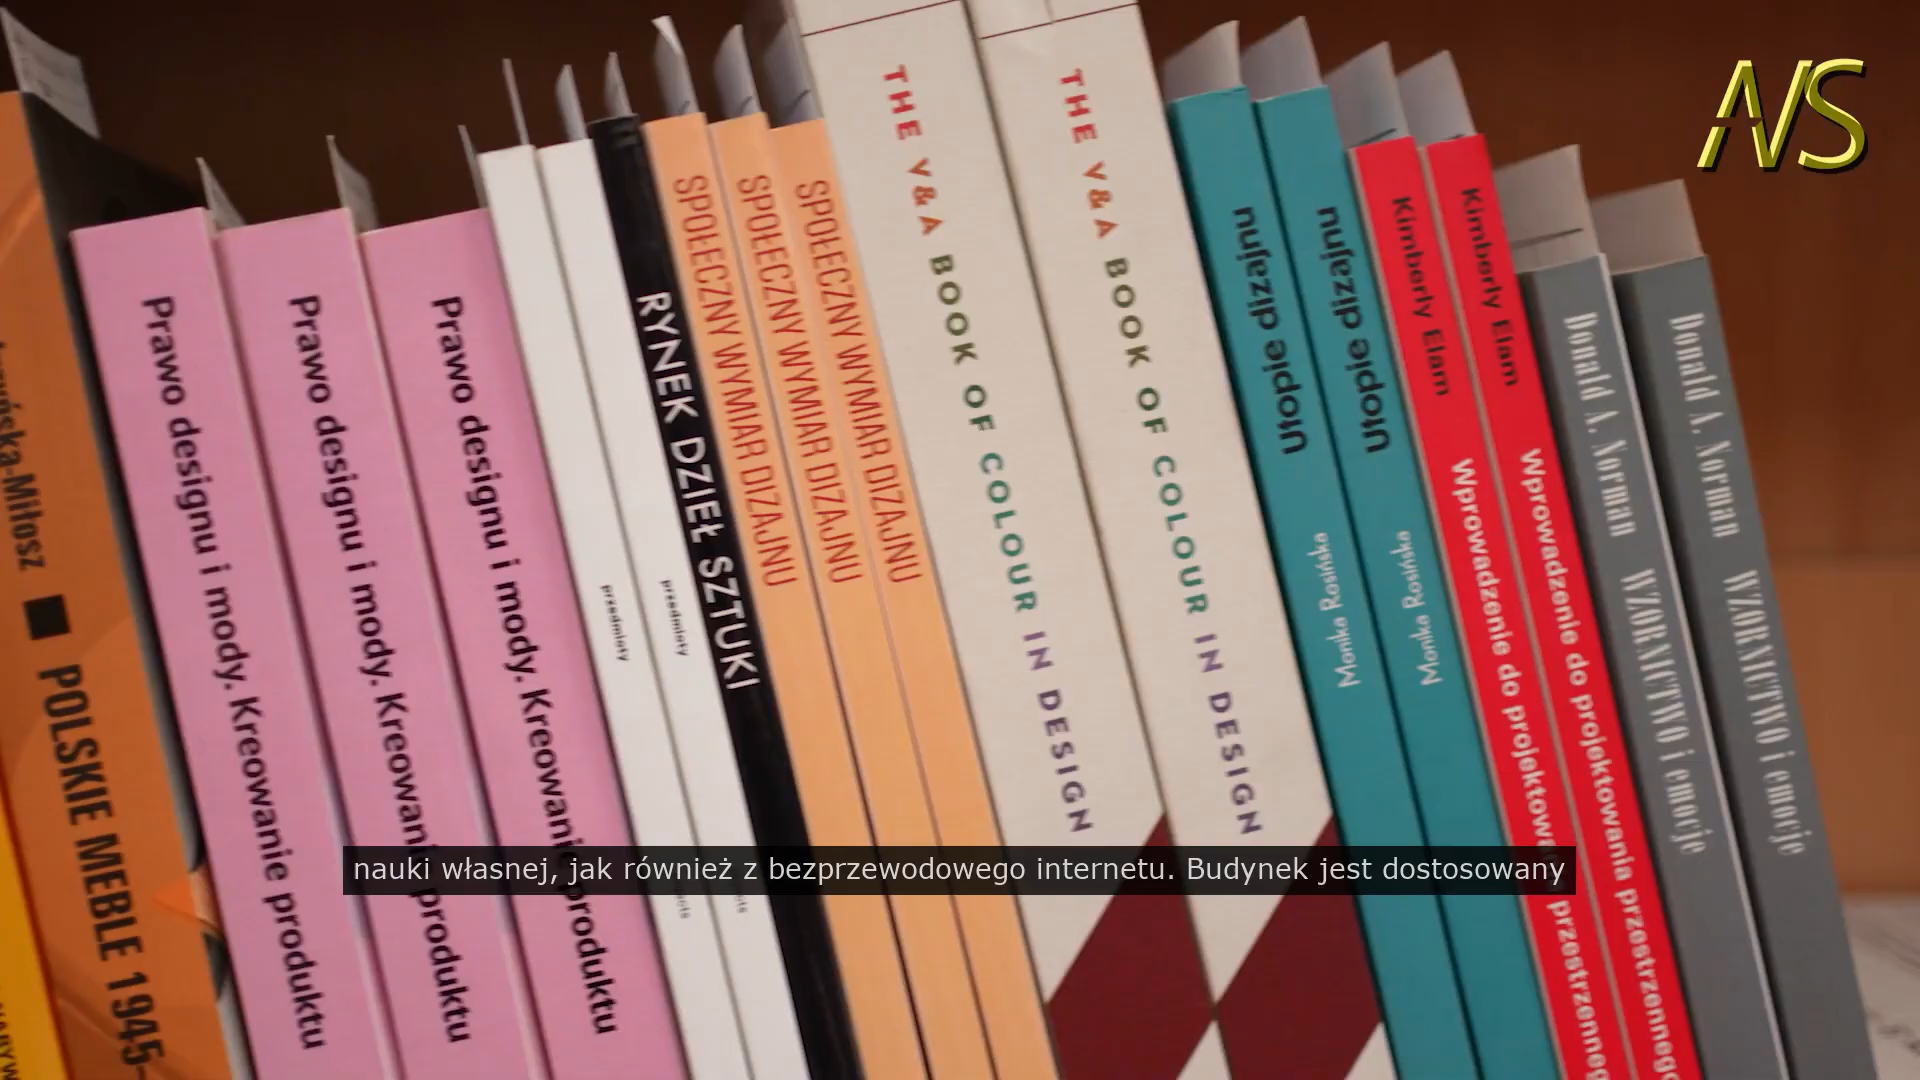 NS
POLSKIE MEBLE 1945-
Prawo designu i mody. Kreowanie produktu
Prawo designu i mody. Kreowanie produktu
Prawo designu i mody. Kreowanie produktu
przedmioty
przedmioty
RYNEK DZIEŁ SZTUKI
SPOŁECZNY WYMIAR DIZAJNU
SPOŁECZNY WYMIAR DIZAJNU
SPOŁECZNY WYMIAR DIZAJNU
THE V&A BOOK OF COLOUR IN DESIGN
THE V&A BOOK OF COLOUR IN DESIGN
Monika Rosińska Utopie dizajnu
Monika Rosińska Utopie dizajnu
Kimberly Elam Wprowadzenie do projektowania przestrzenneg
Kimberly Elam Wprowadzenie do projektowania przestrzennego
Donald A. Norman WZORNICTWO i emocje
Donald A. Norman WZORNICTWO i emocje
nauki własnej, jak również z bezprzewodowego internetu. Budynek jest dostosowany